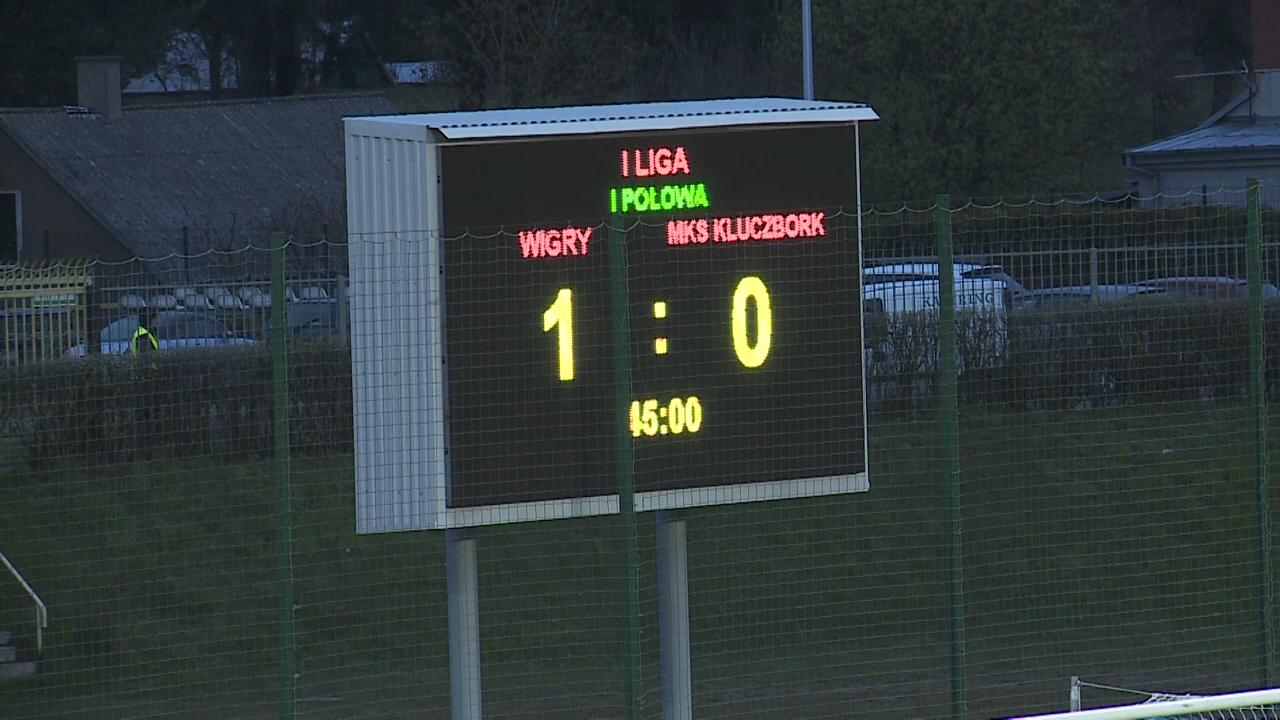 I LIGA
I POŁOWA
WIGRY MKS KLUCZBORK
1 : 0
45:00